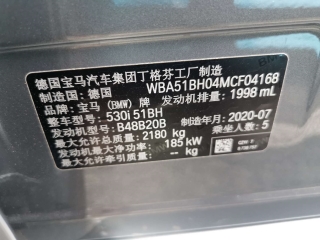 德国宝马汽车集团丁格芬工厂制造
制造国：德国 WBA51BH04MCF04168
品牌：宝马（BMW）牌 发动机排量：1998 mL
整车型号：530i 51BH
发动机型号：B48B20B
最大允许总质量：2180 kg 制造年月：2020-07
发动机最大净功率：185 kW 乘坐人数：5
最大允许牵引质量：—— kg